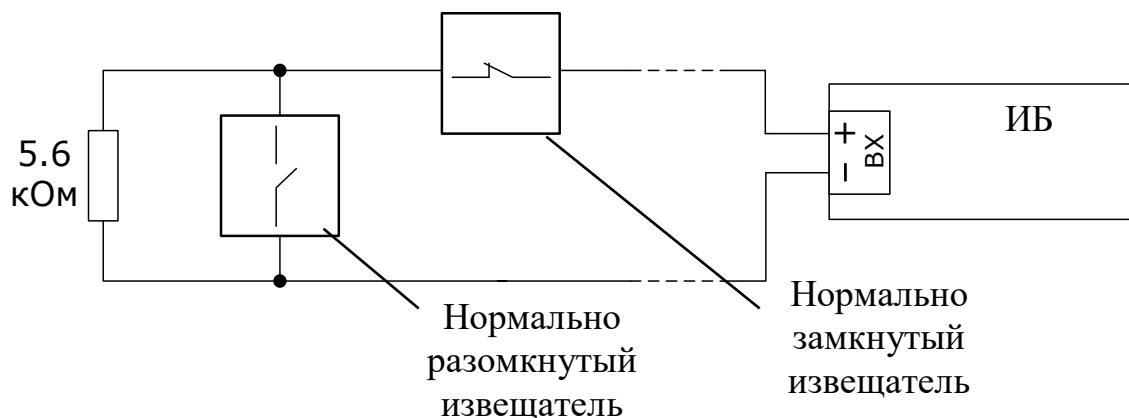 5.6
кОм
ИБ
+
ВХ
−
Нормально
разомкнутый
извещатель
Нормально
замкнутый
извещатель